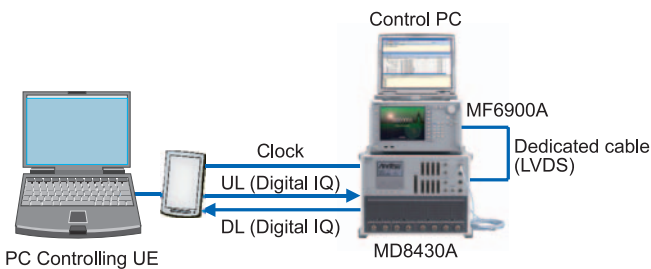 Control PC
MF6900A
Dedicated cable
(LVDS)
Clock
UL (Digital IQ)
DL (Digital IQ)
MD8430A
PC Controlling UE